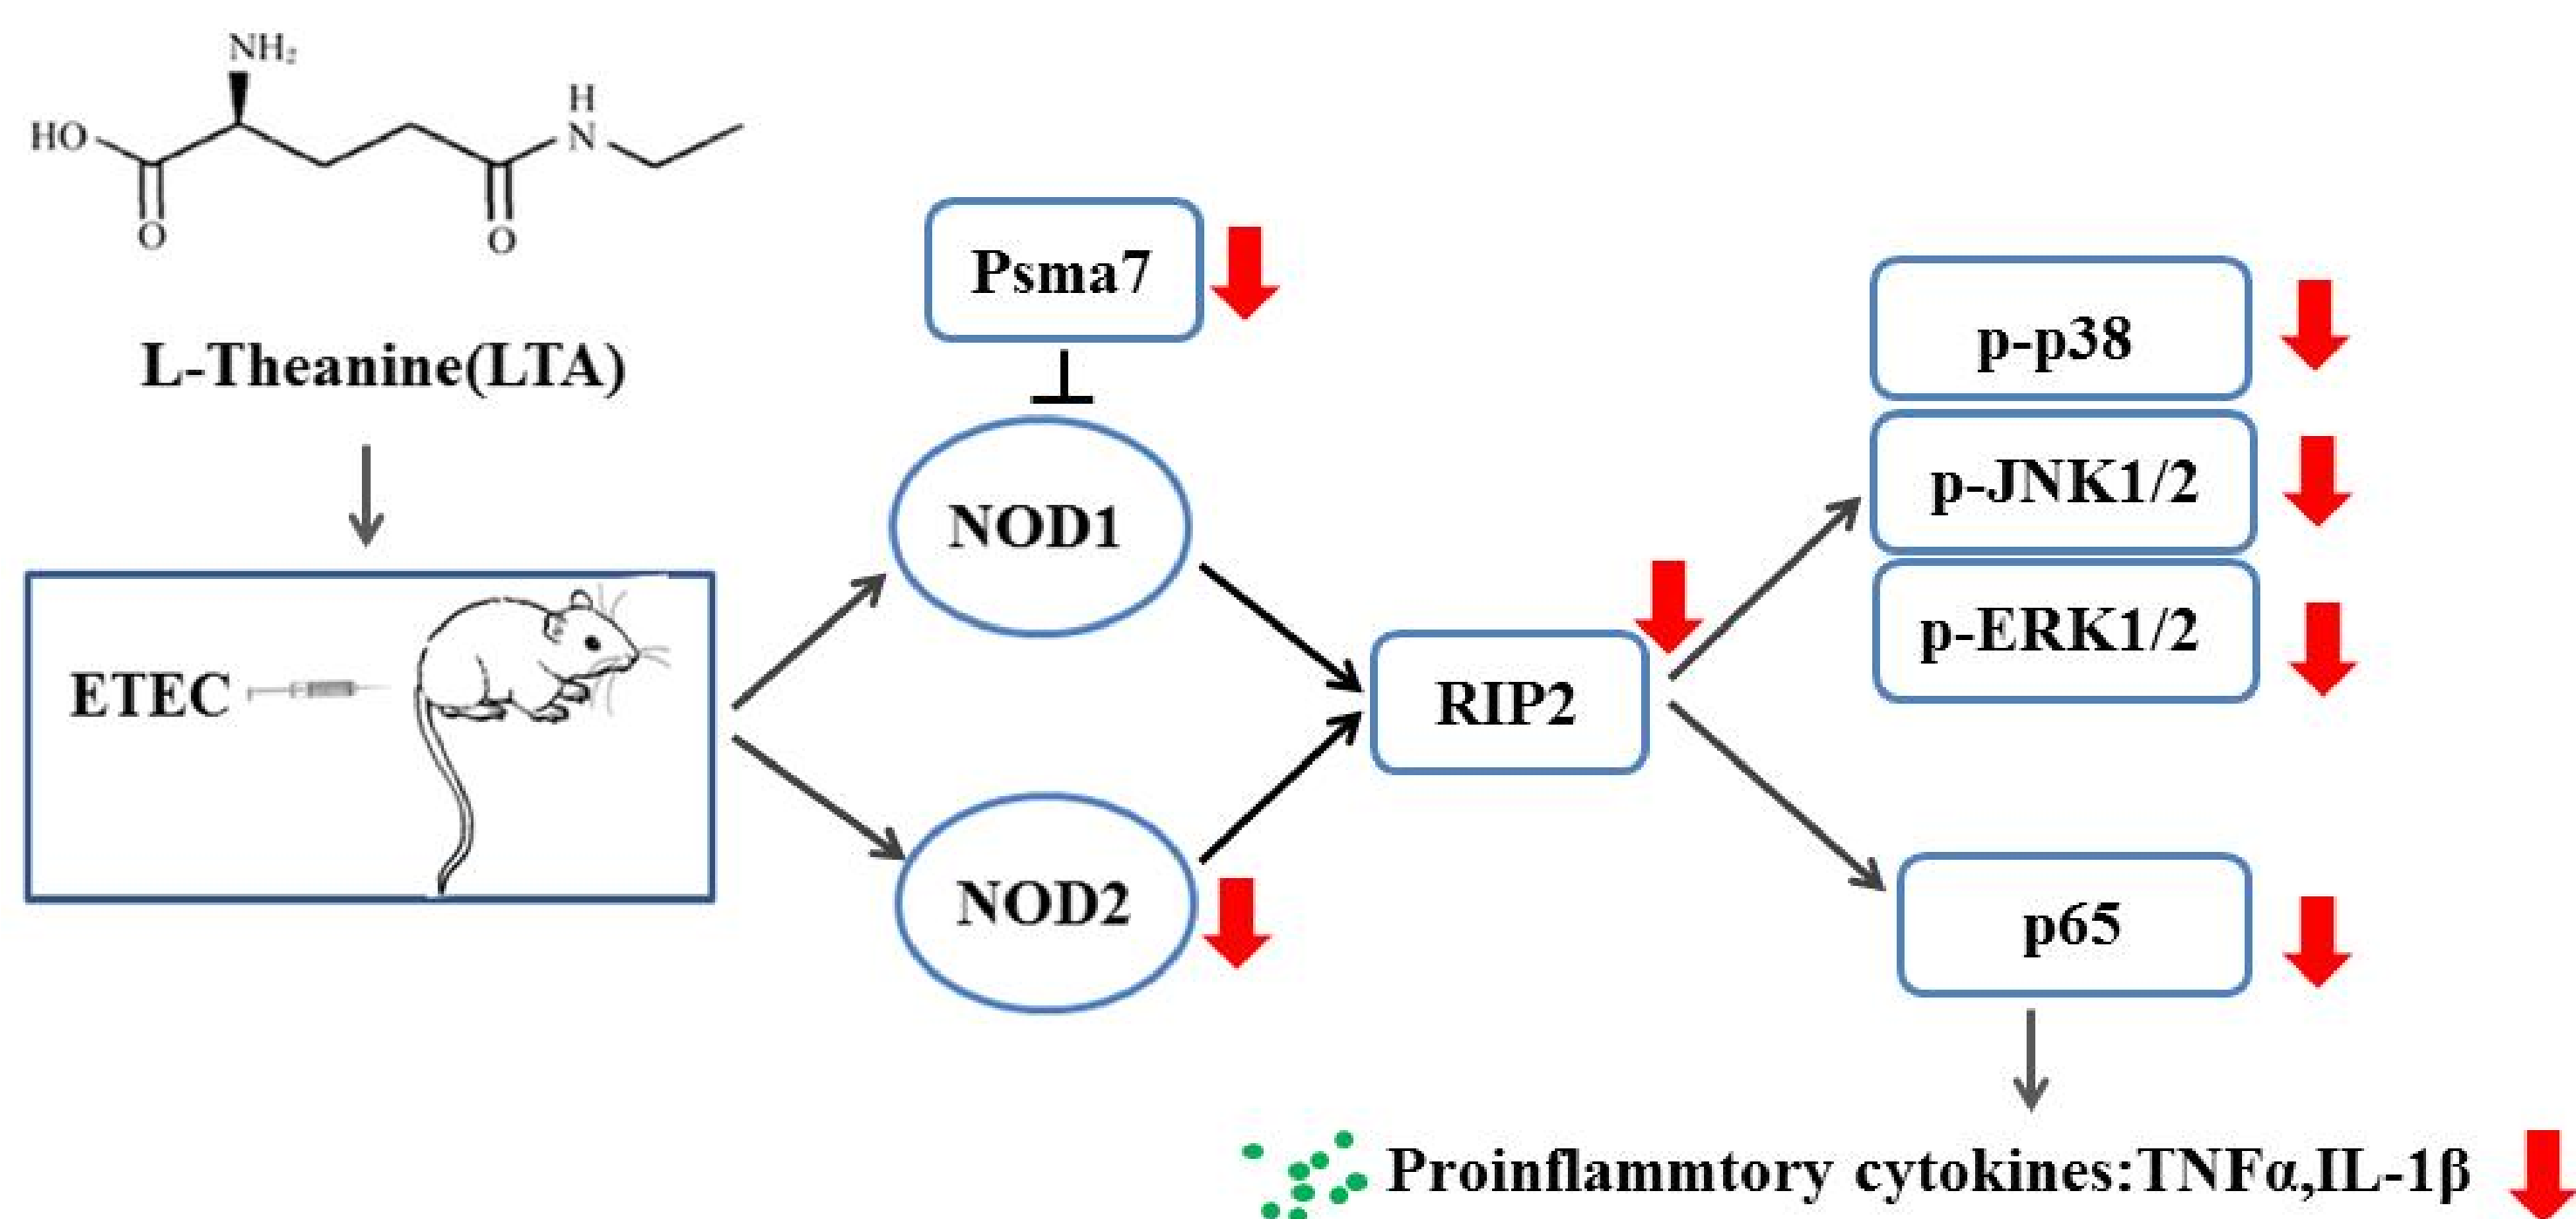 NH₂
HO
H
N
O
O
L-Theanine(LTA)
ETEC
Psma7
NOD1
NOD2
RIP2
p-p38
p-JNK1/2
p-ERK1/2
p65
Proinflammtory cytokines:TNFα,IL-1β